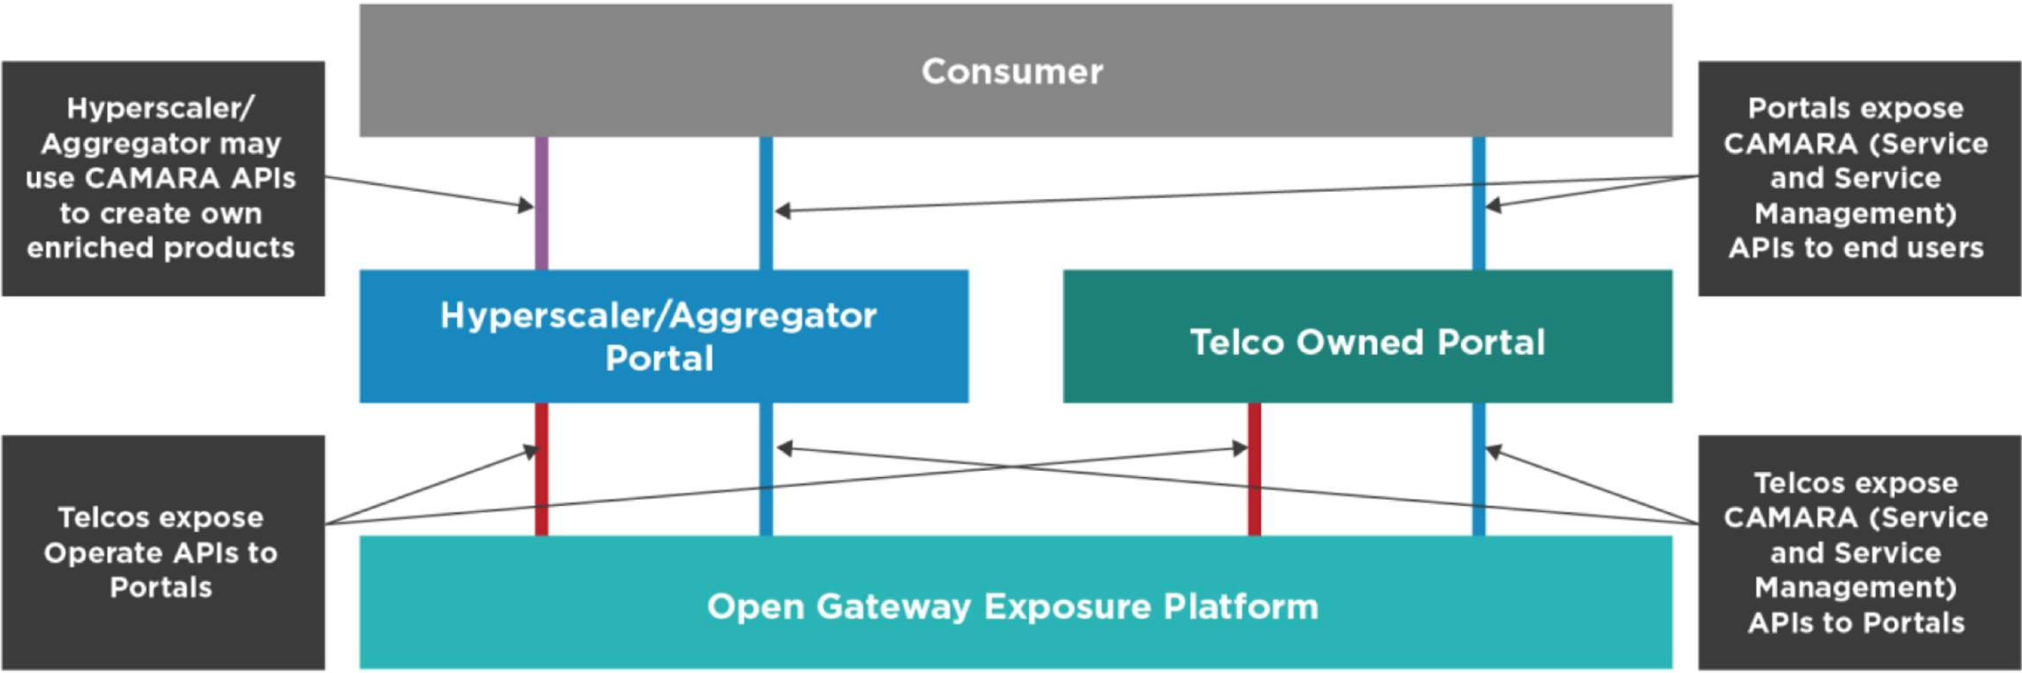 Consumer
Hyperscaler/
Aggregator may
use CAMARA APIs
to create own
enriched products
Portals expose
CAMARA (Service
and Service
Management)
APIs to end users
Hyperscaler/Aggregator
Portal
Telco Owned Portal
Telcos expose
Operate APIs to
Portals
Telcos expose
CAMARA (Service
and Service
Management)
APIs to Portals
Open Gateway Exposure Platform